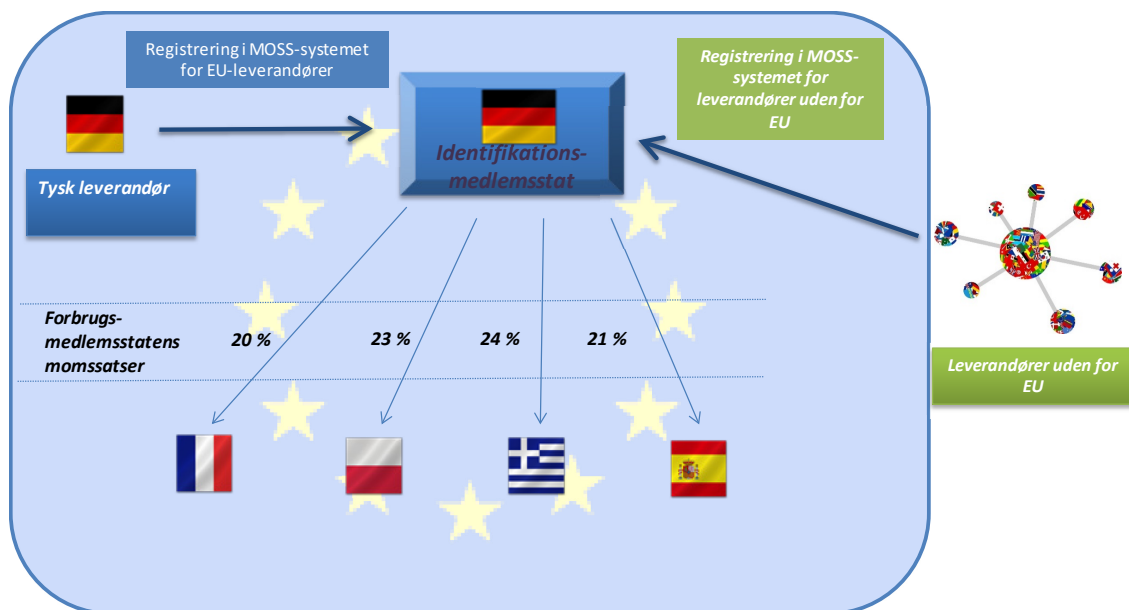 Registrering i MOSS-systemet
for EU-leverandører
Registrering i MOSS-
systemet for
leverandører uden for
EU
Identifikations-
medlemsstat
Tysk leverandør
Forbrugs-
medlemsstatens
momssatser
20 %
23 %
24 %
21 %
Leverandører uden for
EU